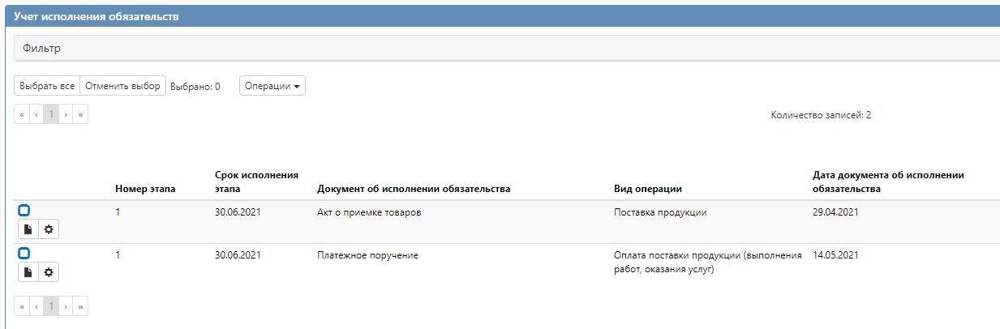 Учет исполнения обязательств
Фильтр
Выбрать все Отменить выбор Выбрано: 0 Операции
« ‹ 1 › » Количество записей: 2
Номер этапа Срок исполнения этапа Документ об исполнении обязательства Вид операции Дата документа об исполнении обязательства
1 30.06.2021 Акт о приемке товаров Поставка продукции 29.04.2021
1 30.06.2021 Платежное поручение Оплата поставки продукции (выполнения 14.05.2021
работ, оказания услуг)
« ‹ 1 › »